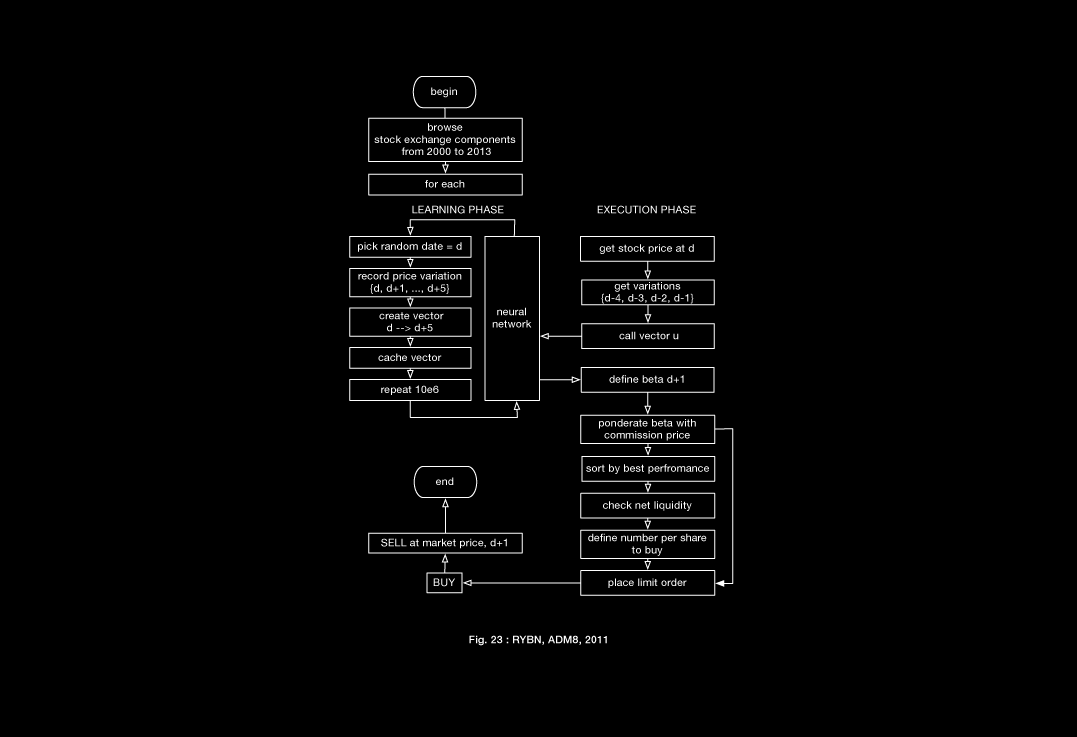 begin
browse
stock exchange components
from 2000 to 2013
for each
LEARNING PHASE
pick random date = d
record price variation
{d, d+1, ..., d+5}
create vector
d --> d+5
cache vector
repeat 10e6
neural
network
EXECUTION PHASE
get stock price at d
get variations
{d-4, d-3, d-2, d-1}
call vector u
define beta d+1
ponderate beta with
commission price
sort by best perfromance
check net liquidity
define number per share
to buy
place limit order
BUY
SELL at market price, d+1
end
Fig. 23 : RYBN, ADM8, 2011